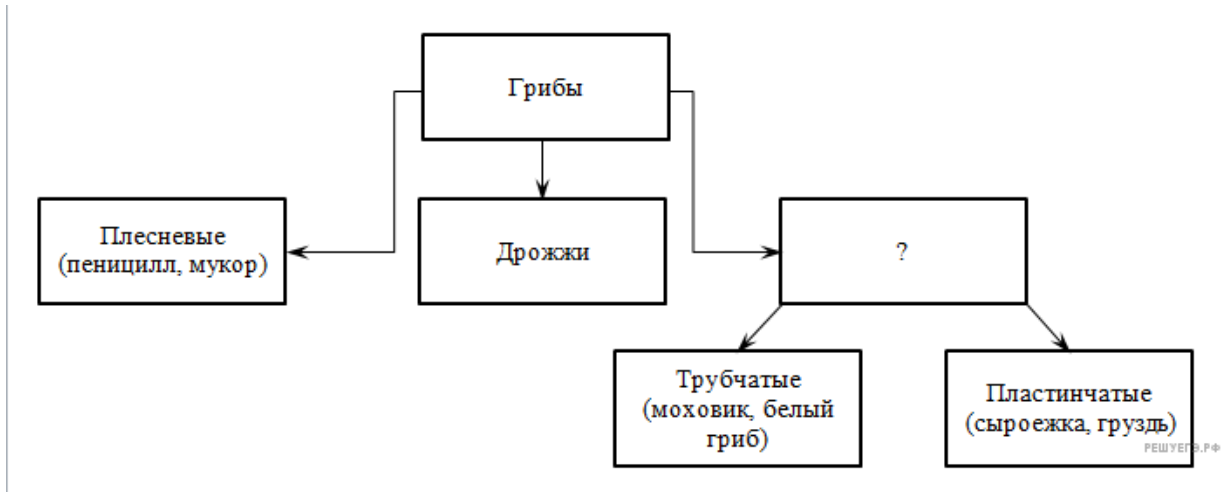 Грибы
Плесневые
(пеницилл, мукор)
Дрожжи
?
Трубчатые
(моховик, белый
гриб)
Пластинчатые
(сыроежка, груздь)
РЕШУЕГЭ.РФ